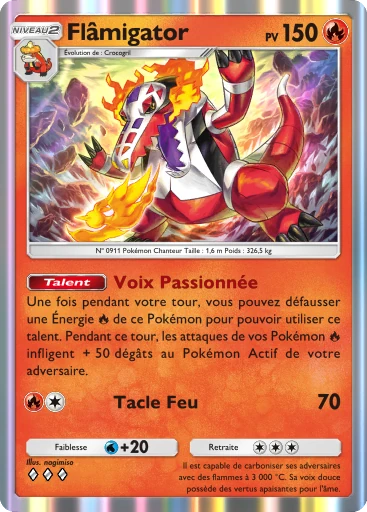 NIVEAU 2 Flâmigator PV 150
Évolution de : Crocogril
N° 0911 Pokémon Chanteur Taille : 1,6 m Poids : 326,5 kg
Talent Voix Passionnée
Une fois pendant votre tour, vous pouvez défausser
une Énergie de ce Pokémon pour pouvoir utiliser ce
talent. Pendant ce tour, les attaques de vos Pokémon
infligent + 50 dégâts au Pokémon Actif de votre
adversaire.
Tacle Feu 70
Faiblesse +20 Retraite
Illus. nagimiso
Il est capable de carboniser ses adversaires
avec des flammes à 3 000 °C. Sa voix douce
possède des vertus apaisantes pour l'âme.